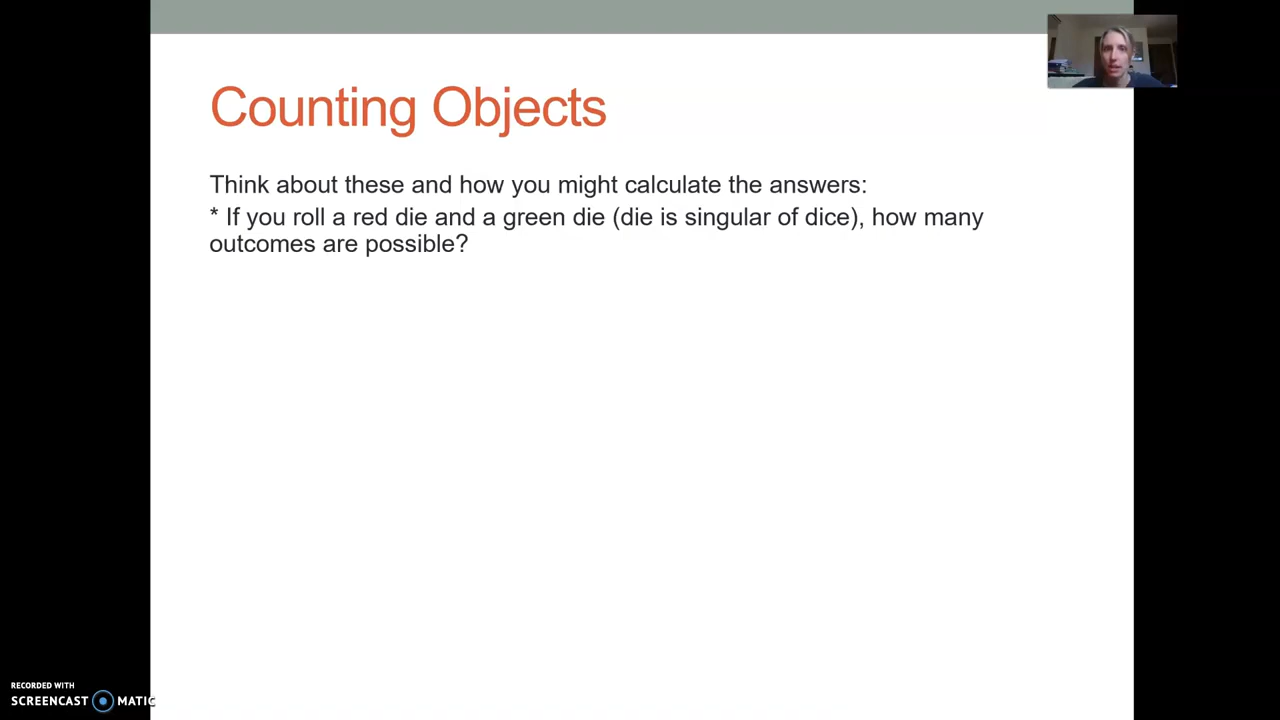 Counting Objects
Think about these and how you might calculate the answers:
* If you roll a red die and a green die (die is singular of dice), how many
outcomes are possible?
RECORDED WITH
SCREENCAST MATIC